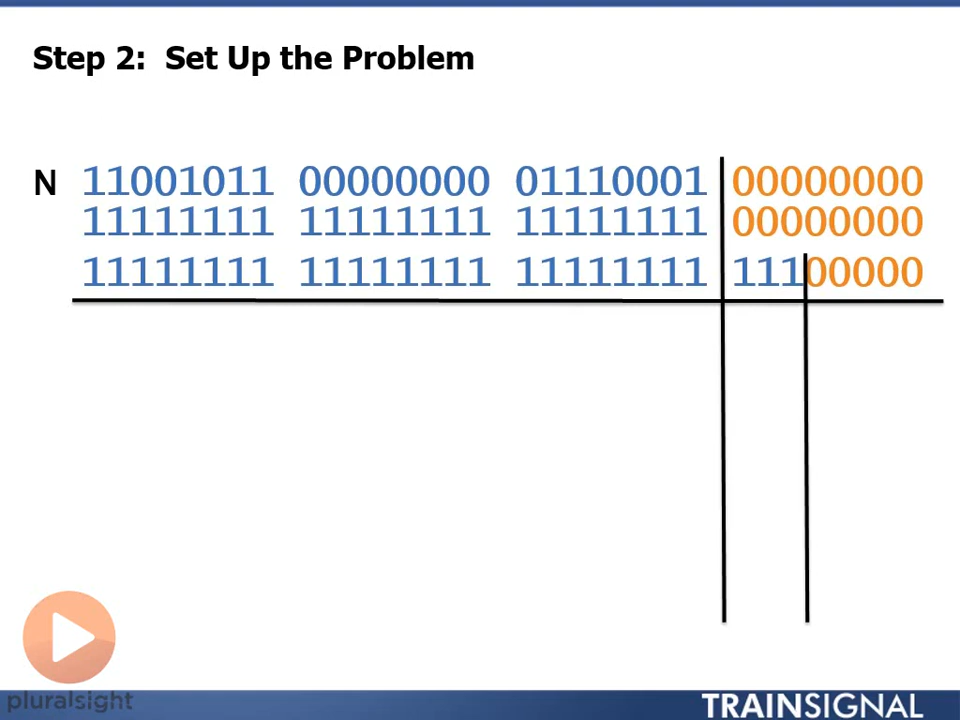 Step 2: Set Up the Problem
N 11001011 00000000 01110001 00000000
11111111 11111111 11111111 00000000
11111111 11111111 11111111 11100000
pluralsight
TRAINSIGNAL